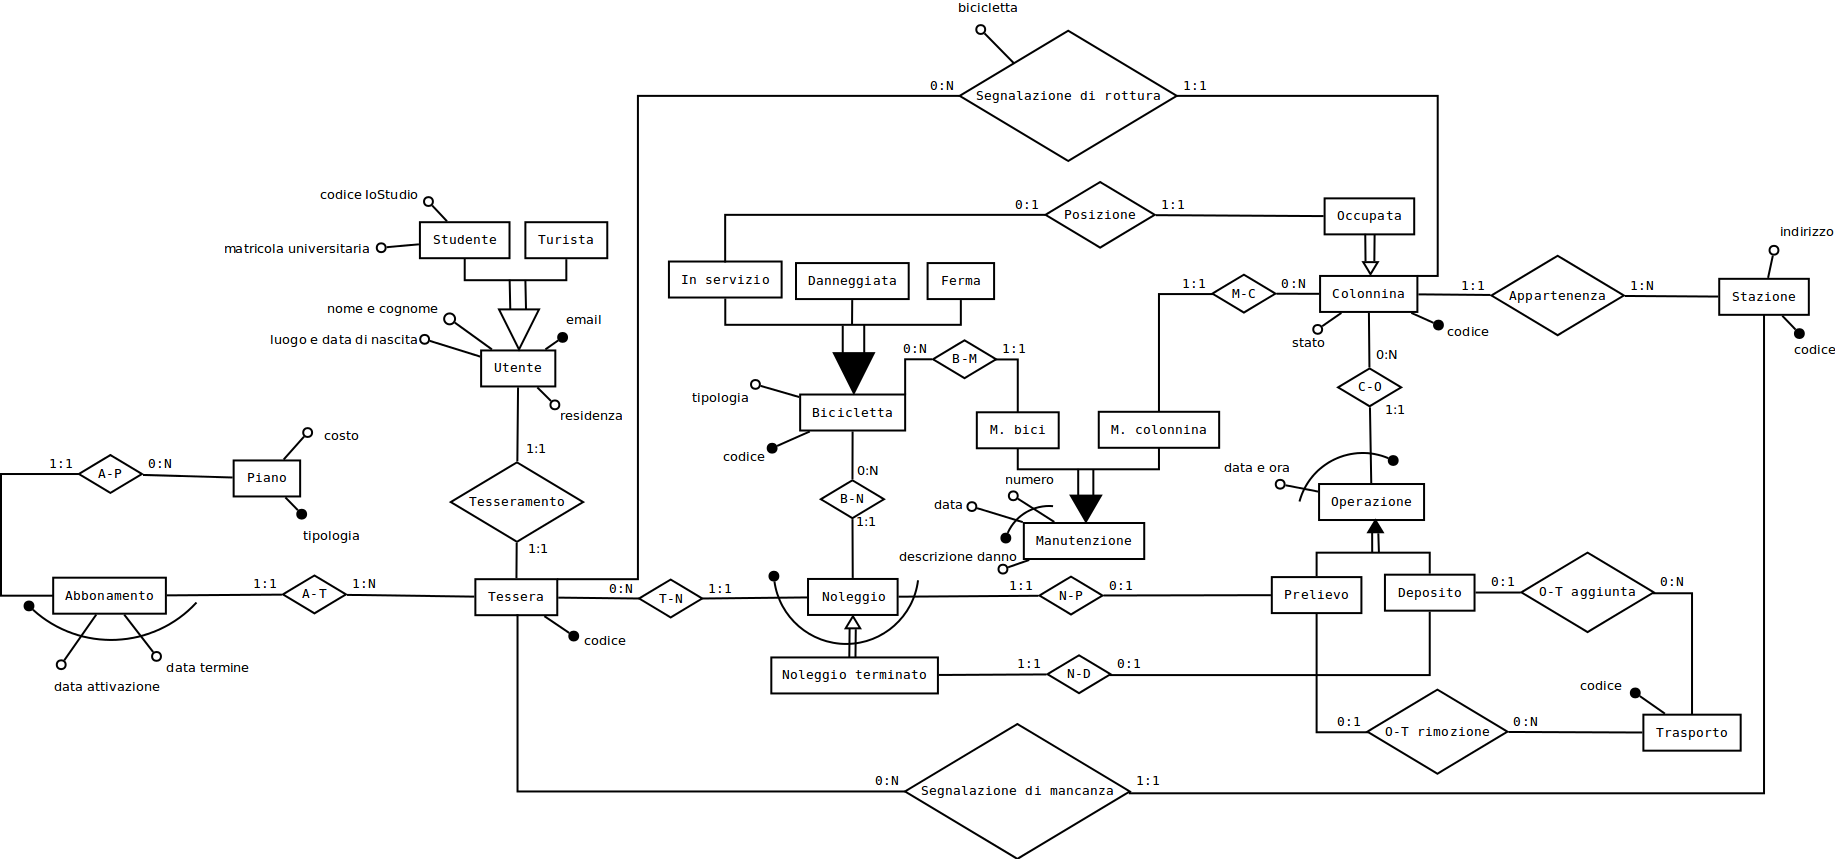 bicicletta
0:N
Segnalazione di rottura
1:1
codice IoStudio
matricola universitaria
Studente
Turista
0:1
Posizione
1:1
Occupata
indirizzo
In servizio
Danneggiata
Ferma
1:1
M-C
0:N
Colonnina
1:1
Appartenenza
1:N
Stazione
nome e cognome
email
luogo e data di nascita
stato
codice
codice
Utente
residenza
0:N
B-M
1:1
0:N
C-O
1:1
tipologia
Bicicletta
codice
M. bici
M. colonnina
costo
1:1
A-P
0:N
Piano
tipologia
1:1
Tesseramento
1:1
0:N
B-N
1:1
numero
data
Manutenzione
descrizione danno
data e ora
Operazione
Abbonamento
1:1
A-T
1:N
Tessera
codice
0:N
T-N
1:1
Noleggio
1:1
N-P
0:1
Prelievo
Deposito
0:1
O-T aggiunta
0:N
data attivazione
data termine
Noleggio terminato
1:1
N-D
0:1
codice
0:1
O-T rimozione
0:N
Trasporto
0:N
Segnalazione di mancanza
1:1